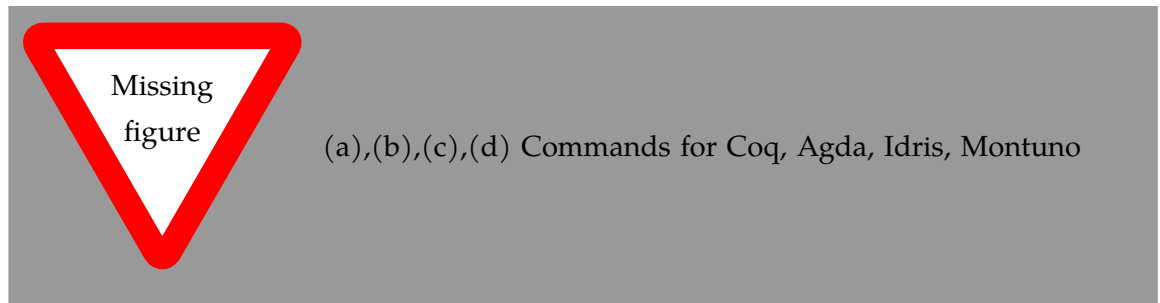 Missing
figure
(a),(b),(c),(d) Commands for Coq, Agda, Idris, Montuno